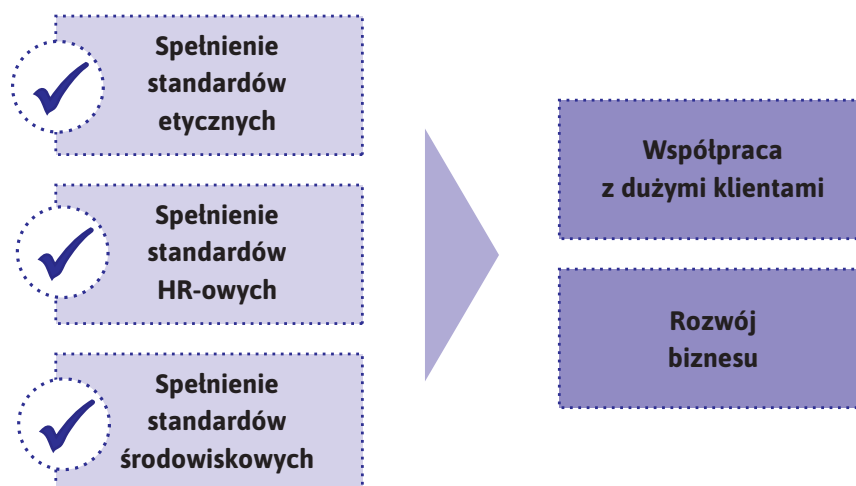 Spełnienie
standardów
etycznych
Spełnienie
standardów
HR-owych
Spełnienie
standardów
środowiskowych
Współpraca
z dużymi klientami
Rozwój
biznesu